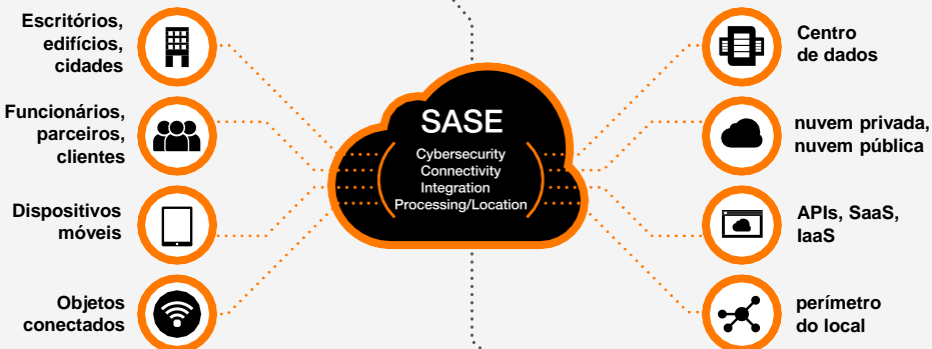 Escritórios,
edifícios,
cidades
Funcionários,
parceiros,
clientes
Dispositivos
móveis
Objetos
conectados
SASE
Cybersecurity
Connectivity
Integration
Processing/Location
Centro
de dados
nuvem privada,
nuvem pública
APIs, SaaS,
IaaS
perímetro
do local